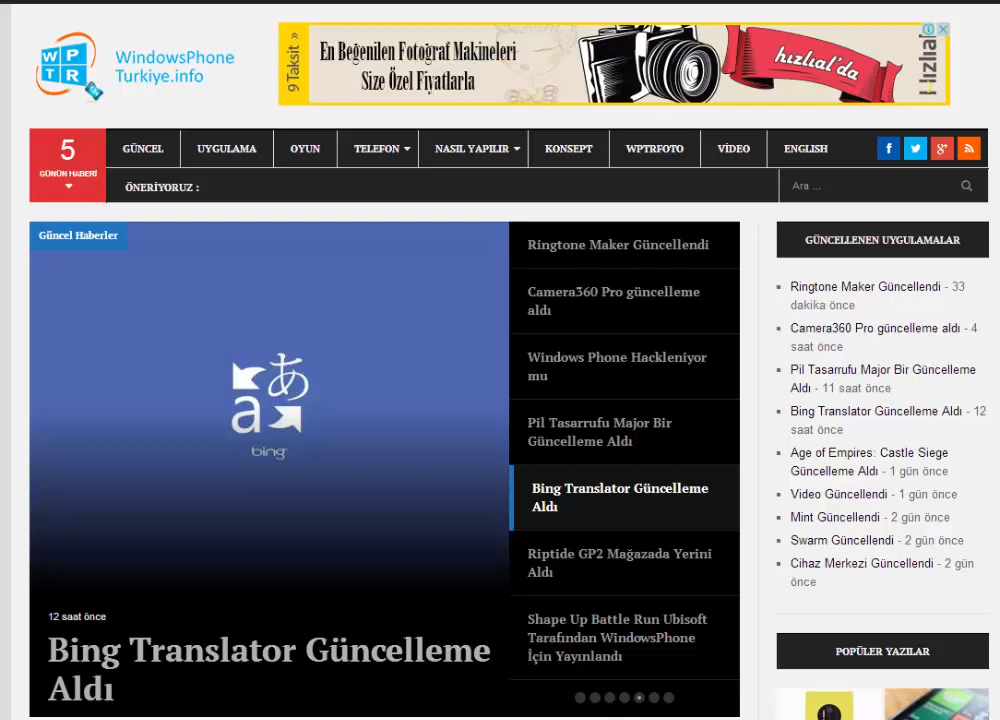 WP
TR
WindowsPhone
Turkiye.info
9 Taksit »
En Beğenilen Fotoğraf Makineleri
Size Özel Fiyatlarla
hızlıal'da
Hızlıal
5
GÜNÜN HABERİ
GÜNCEL
UYGULAMA
OYUN
TELEFON
NASIL YAPILIR
KONSEPT
WPTRFOTO
VİDEO
ENGLISH
ÖNERİYORUZ :
Ara ...
Güncel Haberler
あ
a
bing
12 saat önce
Bing Translator Güncelleme
Aldı
Ringtone Maker Güncellendi
Camera360 Pro güncelleme
aldı
Windows Phone Hackleniyor
mu
Pil Tasarrufu Major Bir
Güncelleme Aldı
Bing Translator Güncelleme
Aldı
Riptide GP2 Mağazada Yerini
Aldı
Shape Up Battle Run Ubisoft
Tarafından WindowsPhone
İçin Yayınlandı
GÜNCELLENEN UYGULAMALAR
Ringtone Maker Güncellendi - 33
dakika önce
Camera360 Pro güncelleme aldı - 4
saat önce
Pil Tasarrufu Major Bir Güncelleme
Aldı - 11 saat önce
Bing Translator Güncelleme Aldı - 12
saat önce
Age of Empires: Castle Siege
Güncelleme Aldı - 1 gün önce
Video Güncellendi - 1 gün önce
Mint Güncellendi - 2 gün önce
Swarm Güncellendi - 2 gün önce
Cihaz Merkezi Güncellendi - 2 gün
önce
POPÜLER YAZILAR